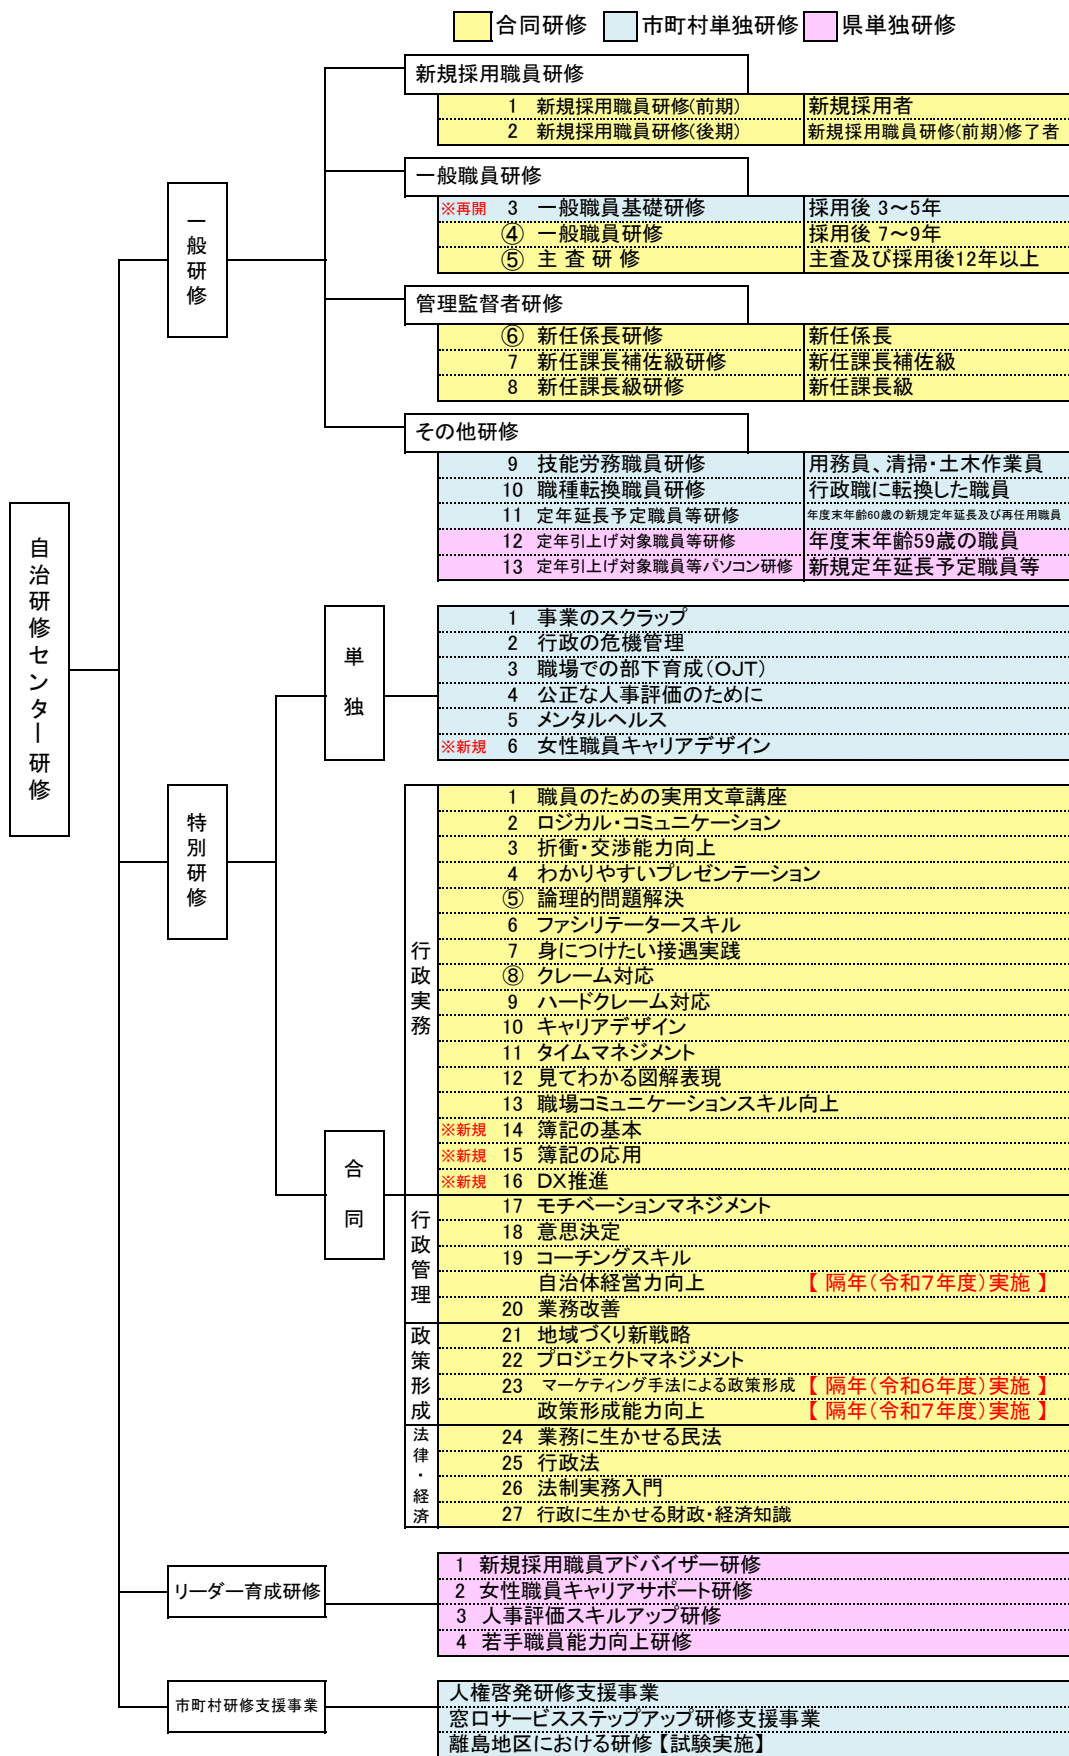 合同研修 市町村単独研修 県単独研修
自治研修センター研修
一般研修
新規採用職員研修
1 新規採用職員研修(前期) 新規採用者
2 新規採用職員研修(後期) 新規採用職員研修(前期)修了者
一般職員研修
※再開 3 一般職員基礎研修 採用後 3～5年
④ 一般職員研修 採用後 7～9年
⑤ 主 査 研 修 主査及び採用後12年以上
管理監督者研修
⑥ 新任係長研修 新任係長
7 新任課長補佐級研修 新任課長補佐級
8 新任課長級研修 新任課長級
その他研修
9 技能労務職員研修 用務員、清掃・土木作業員
10 職種転換職員研修 行政職に転換した職員
11 定年延長予定職員等研修 年度末年齢60歳の新規定年延長及び再任用職員
12 定年引上げ対象職員等研修 年度末年齢59歳の職員
13 定年引上げ対象職員等パソコン研修 新規定年延長予定職員等
特別研修
単独
1 事業のスクラップ
2 行政の危機管理
3 職場での部下育成（OJT）
4 公正な人事評価のために
5 メンタルヘルス
※新規 6 女性職員キャリアデザイン
合同
行政実務
1 職員のための実用文章講座
2 ロジカル・コミュニケーション
3 折衝・交渉能力向上
4 わかりやすいプレゼンテーション
⑤ 論理的問題解決
6 ファシリテータースキル
7 身につけたい接遇実践
⑧ クレーム対応
9 ハードクレーム対応
10 キャリアデザイン
11 タイムマネジメント
12 見てわかる図解表現
13 職場コミュニケーションスキル向上
※新規 14 簿記の基本
※新規 15 簿記の応用
※新規 16 DX推進
行政管理
17 モチベーションマネジメント
18 意思決定
19 コーチングスキル
自治体経営力向上 【 隔年（令和７年度）実施 】
20 業務改善
政策形成
21 地域づくり新戦略
22 プロジェクトマネジメント
23 マーケティング手法による政策形成 【 隔年（令和６年度）実施 】
政策形成能力向上 【 隔年（令和７年度）実施 】
法律・経済
24 業務に生かせる民法
25 行政法
26 法制実務入門
27 行政に生かせる財政・経済知識
リーダー育成研修
1 新規採用職員アドバイザー研修
2 女性職員キャリアサポート研修
3 人事評価スキルアップ研修
4 若手職員能力向上研修
市町村研修支援事業
人権啓発研修支援事業
窓口サービスステップアップ研修支援事業
離島地区における研修【試験実施】